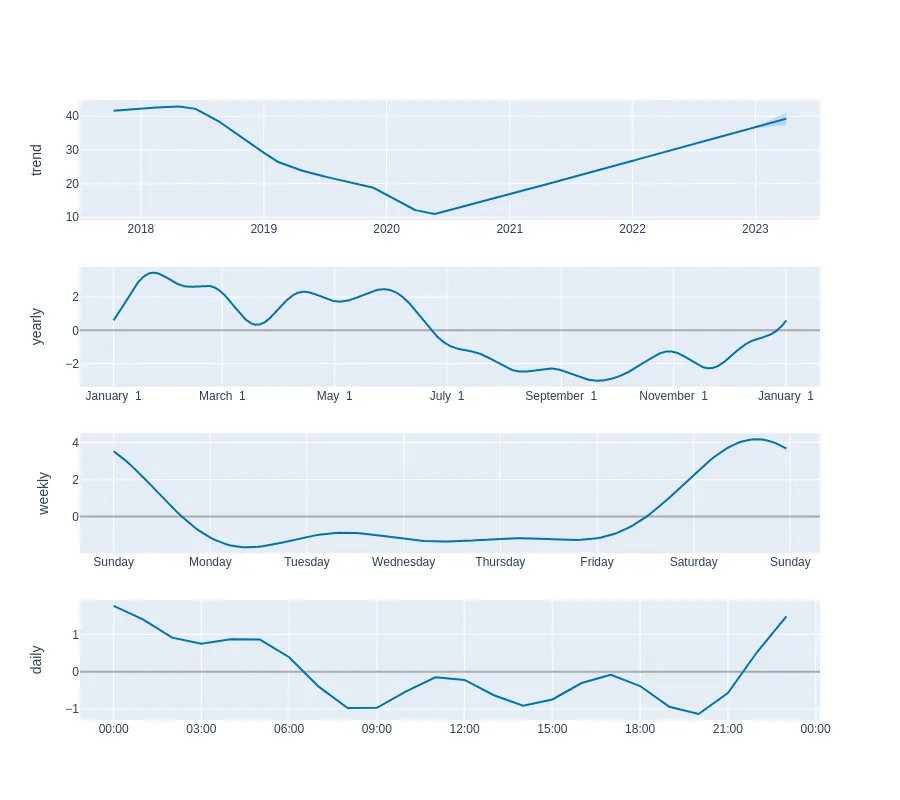 trend
40
30
20
10
2018 2019 2020 2021 2022 2023
yearly
2
0
−2
January 1 March 1 May 1 July 1 September 1 November 1 January 1
weekly
4
2
0
Sunday Monday Tuesday Wednesday Thursday Friday Saturday Sunday
daily
1
0
−1
00:00 03:00 06:00 09:00 12:00 15:00 18:00 21:00 00:00